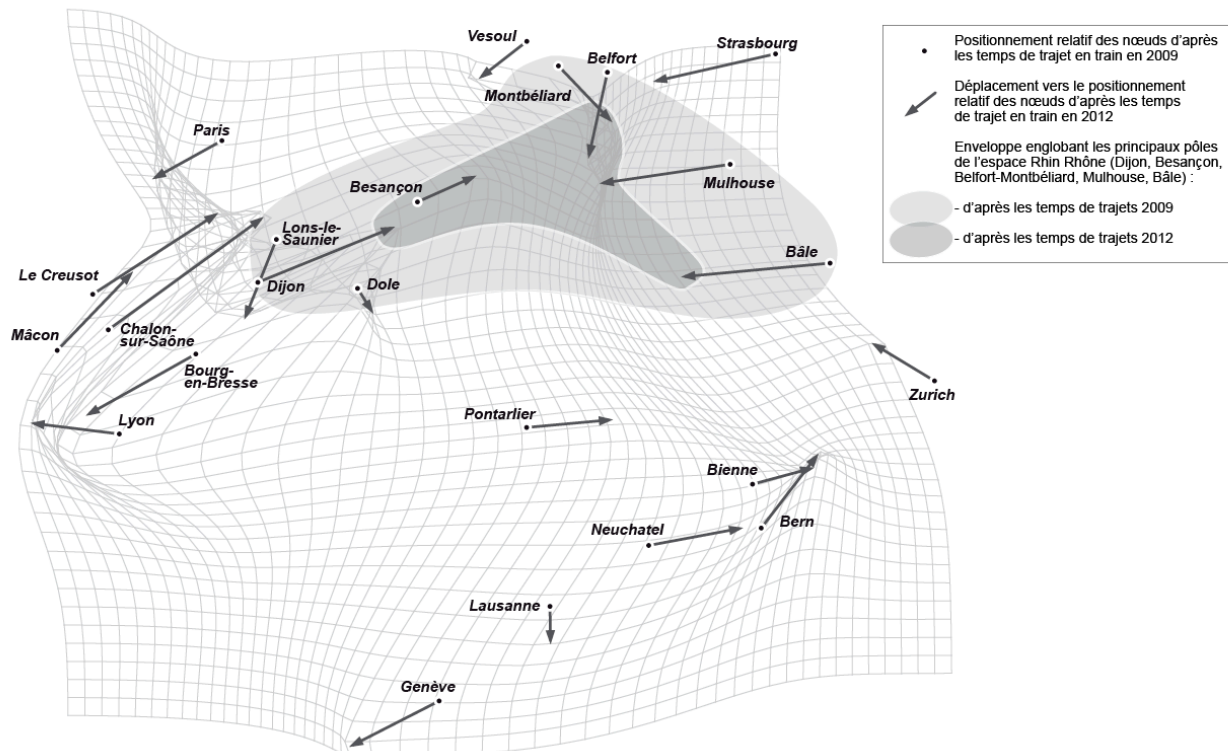 Vesoul
Belfort
Strasbourg
Montbéliard
Paris
Besançon
Mulhouse
Lons-le-
Saunier
Le Creusot
Dijon
Dole
Bâle
Mâcon
Chalon-
sur-Saône
Bourg-
en-Bresse
Lyon
Zurich
Pontarlier
Bienne
Neuchatel
Bern
Lausanne
Genève
Positionnement relatif des nœuds d'après
les temps de trajet en train en 2009
Déplacement vers le positionnement
relatif des nœuds d'après les temps
de trajet en train en 2012
Enveloppe englobant les principaux pôles
de l'espace Rhin Rhône (Dijon, Besançon,
Belfort-Montbéliard, Mulhouse, Bâle) :
- d'après les temps de trajets 2009
- d'après les temps de trajets 2012